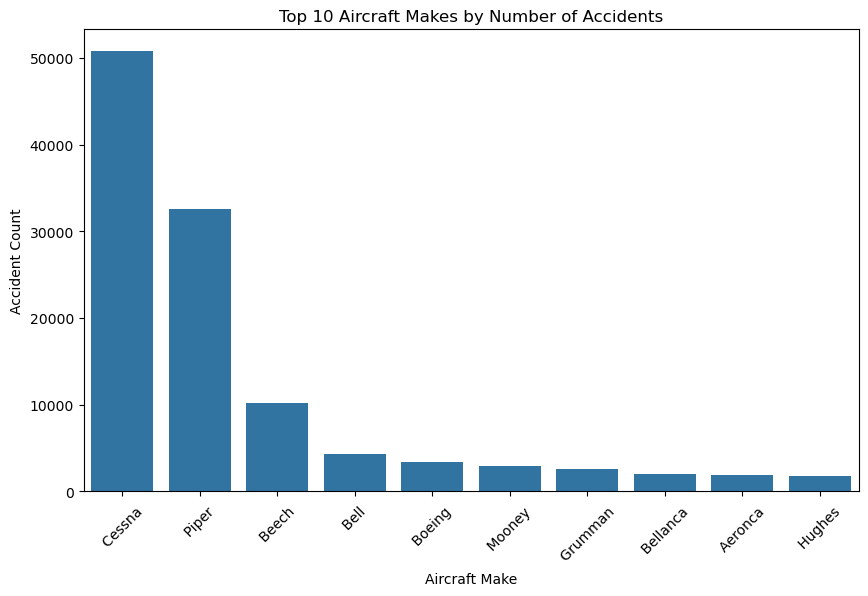 Top 10 Aircraft Makes by Number of Accidents
50000
40000
30000
20000
10000
0
Accident Count
Cessna
Piper
Beech
Bell
Boeing
Mooney
Grumman
Bellanca
Aeronca
Hughes
Aircraft Make